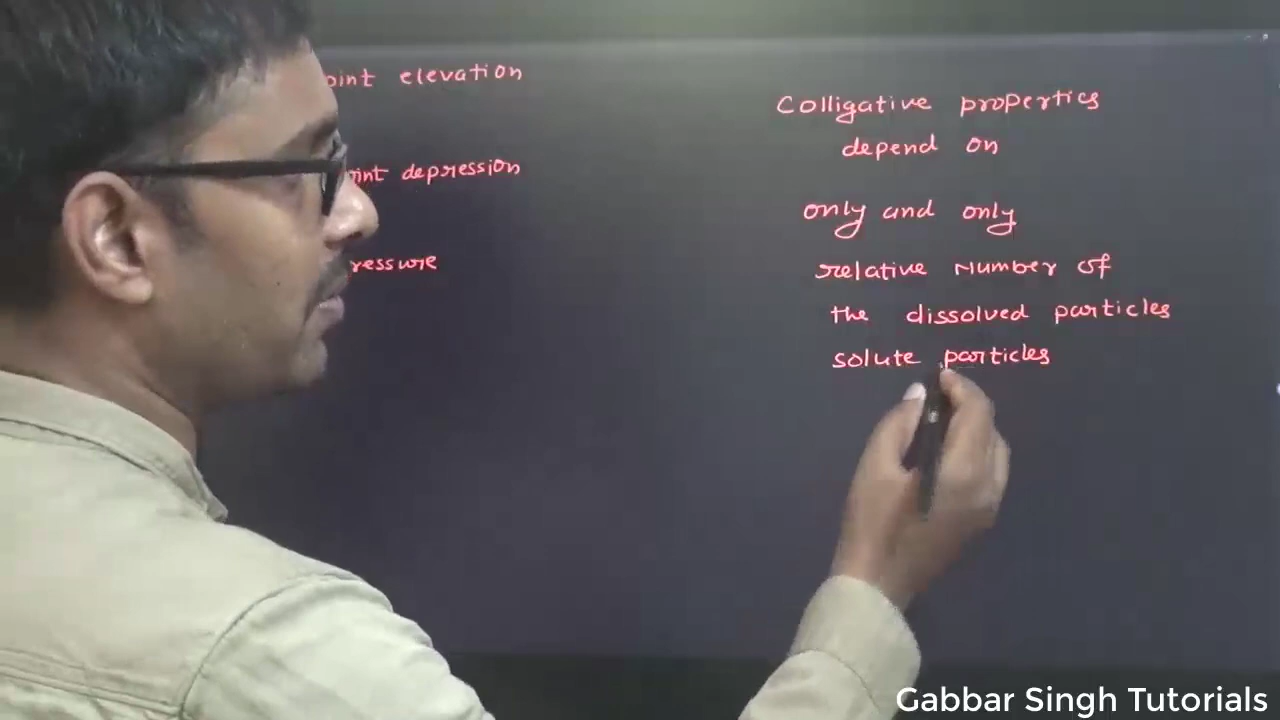 oint elevation
oint depression
ressure
Colligative properties
depend on
only and only
relative Number of
the dissolved particles
solute particles
Gabbar Singh Tutorials